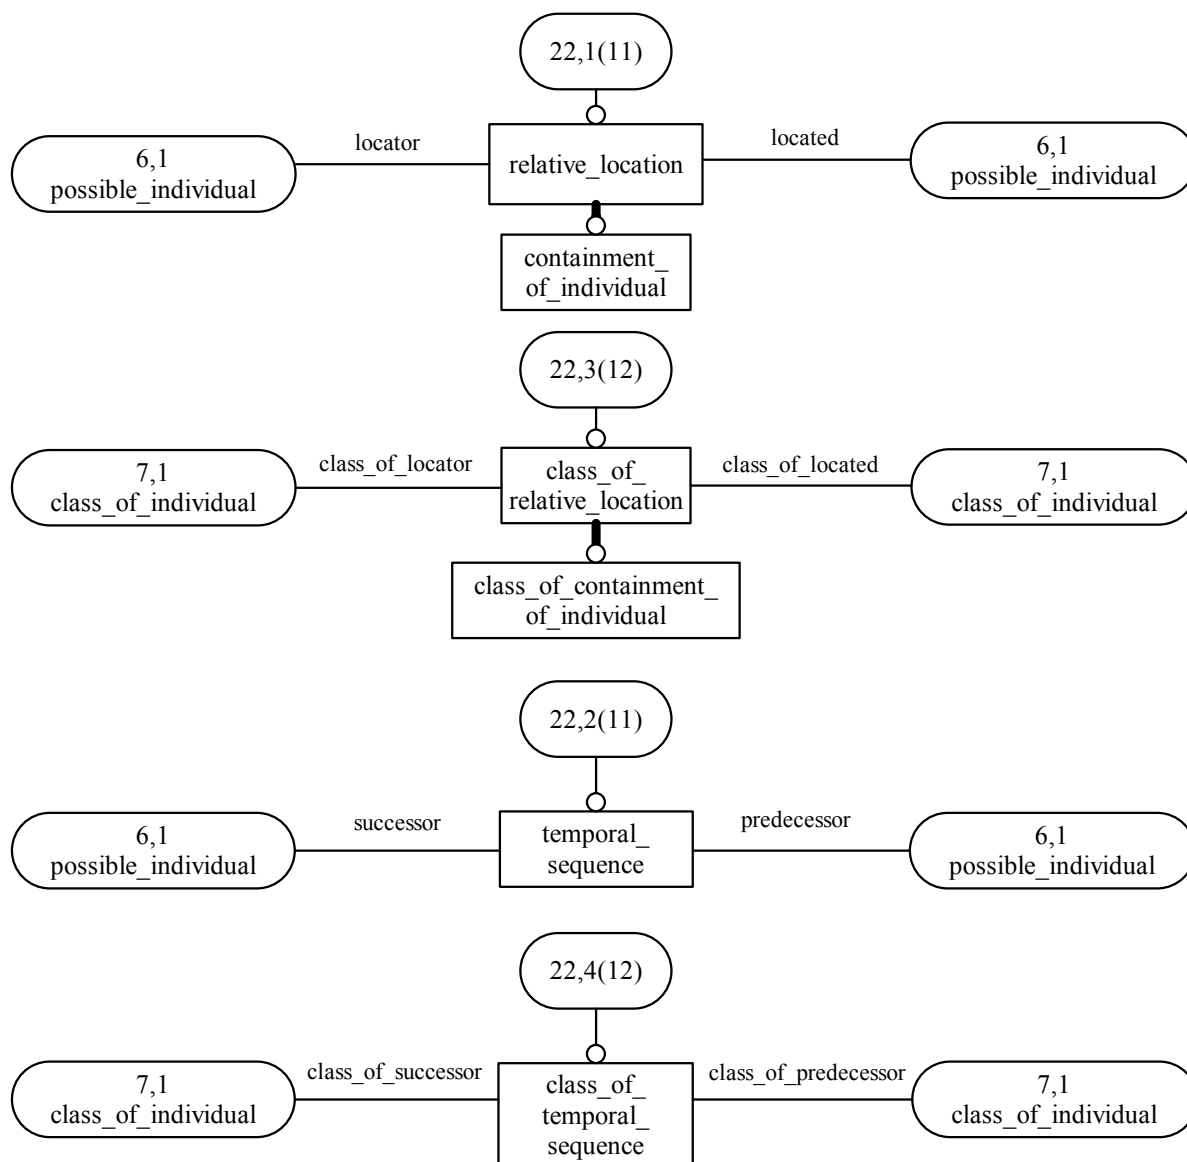 22,1(11)
locator
located
6,1
possible_individual
relative_location
6,1
possible_individual
containment_
of_individual
22,3(12)
class_of_locator
class_of_located
7,1
class_of_individual
class_of_
relative_location
7,1
class_of_individual
class_of_containment_
of_individual
22,2(11)
successor
predecessor
6,1
possible_individual
temporal_
sequence
6,1
possible_individual
22,4(12)
class_of_successor
class_of_predecessor
7,1
class_of_individual
class_of_
temporal_
sequence
7,1
class_of_individual